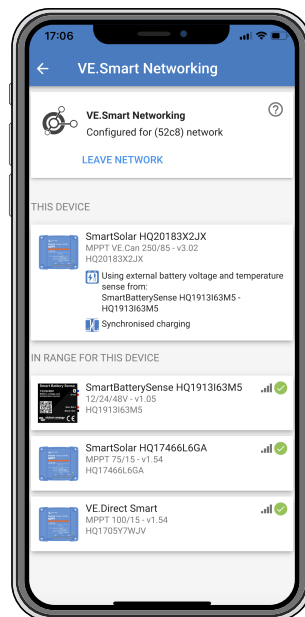 17:06
VE.Smart Networking
VE.Smart Networking
Configured for (52c8) network
LEAVE NETWORK
THIS DEVICE
SmartSolar HQ20183X2JX
MPPT VE.Can 250/85 - v3.02
HQ20183X2JX
Using external battery voltage and temperature
sense from:
SmartBatterySense HQ1913I63M5 -
HQ1913I63M5
Synchronised charging
IN RANGE FOR THIS DEVICE
Smart Battery Sense
SmartBatterySense HQ1913I63M5
12/24/48V - v1.05
HQ1913I63M5
SmartSolar HQ17466L6GA
MPPT 75/15 - v1.54
HQ17466L6GA
VE.Direct Smart
MPPT 100/15 - v1.54
HQ1705Y7WJV